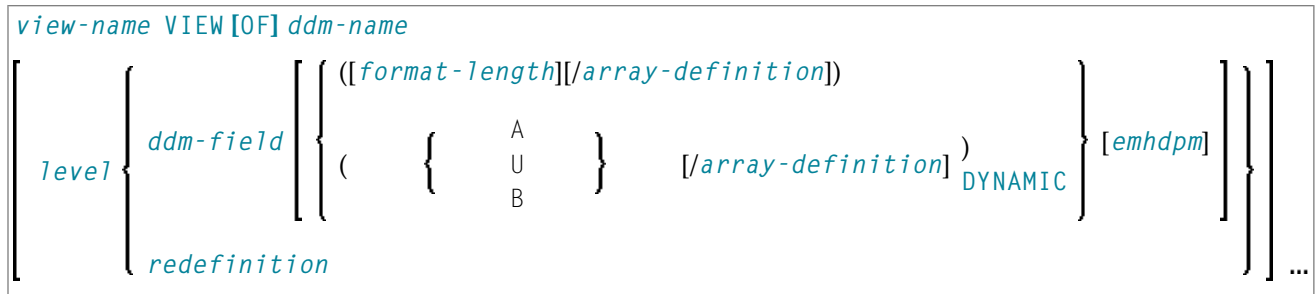 view-name VIEW [OF] ddm-name
([format-length][/array-definition])
level ddm-field ( A U B [/array-definition] ) DYNAMIC [emhdpm]
redefinition ...